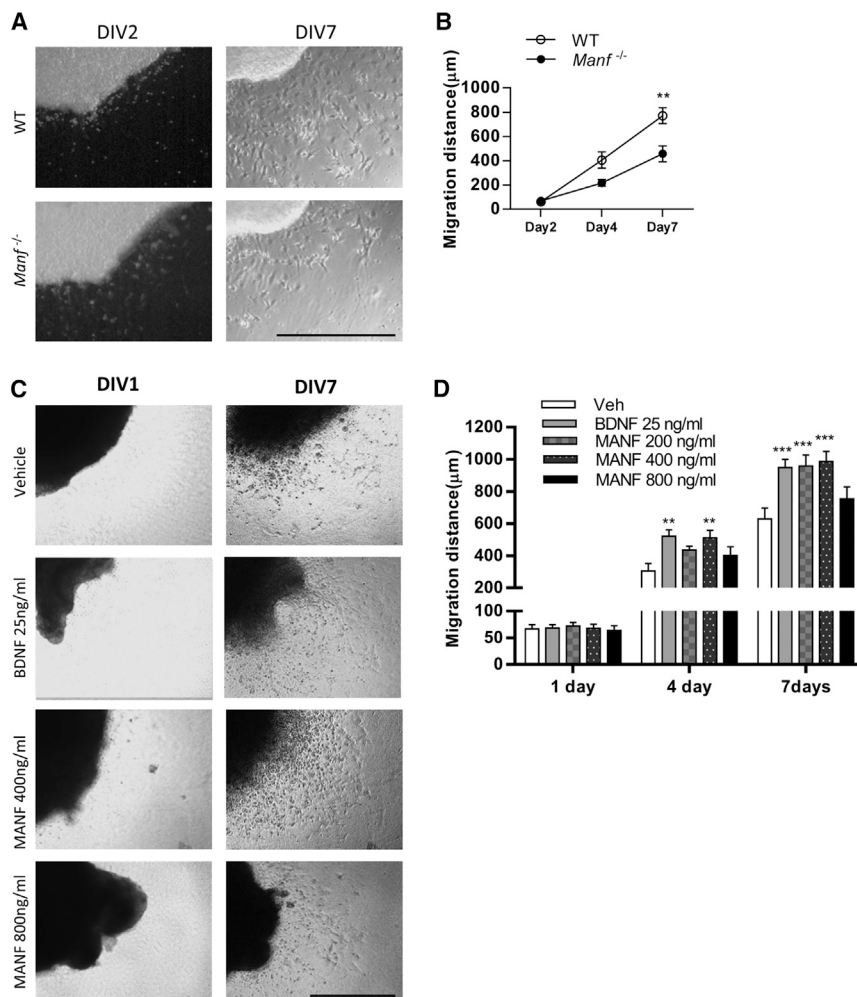 A
DIV2
DIV7
WT
Manf -/-
B
WT
Manf -/-
Migration distance(μm)
1000
800
600
400
200
0
**
Day2
Day4
Day7
C
DIV1
DIV7
Vehicle
BDNF 25ng/ml
MANF 400ng/ml
MANF 800ng/ml
D
Veh
BDNF 25 ng/ml
MANF 200 ng/ml
MANF 400 ng/ml
MANF 800 ng/ml
Migration distance(μm)
1200
1000
800
600
400
200
100
50
0
** **
*** *** ***
1 day
4 day
7days